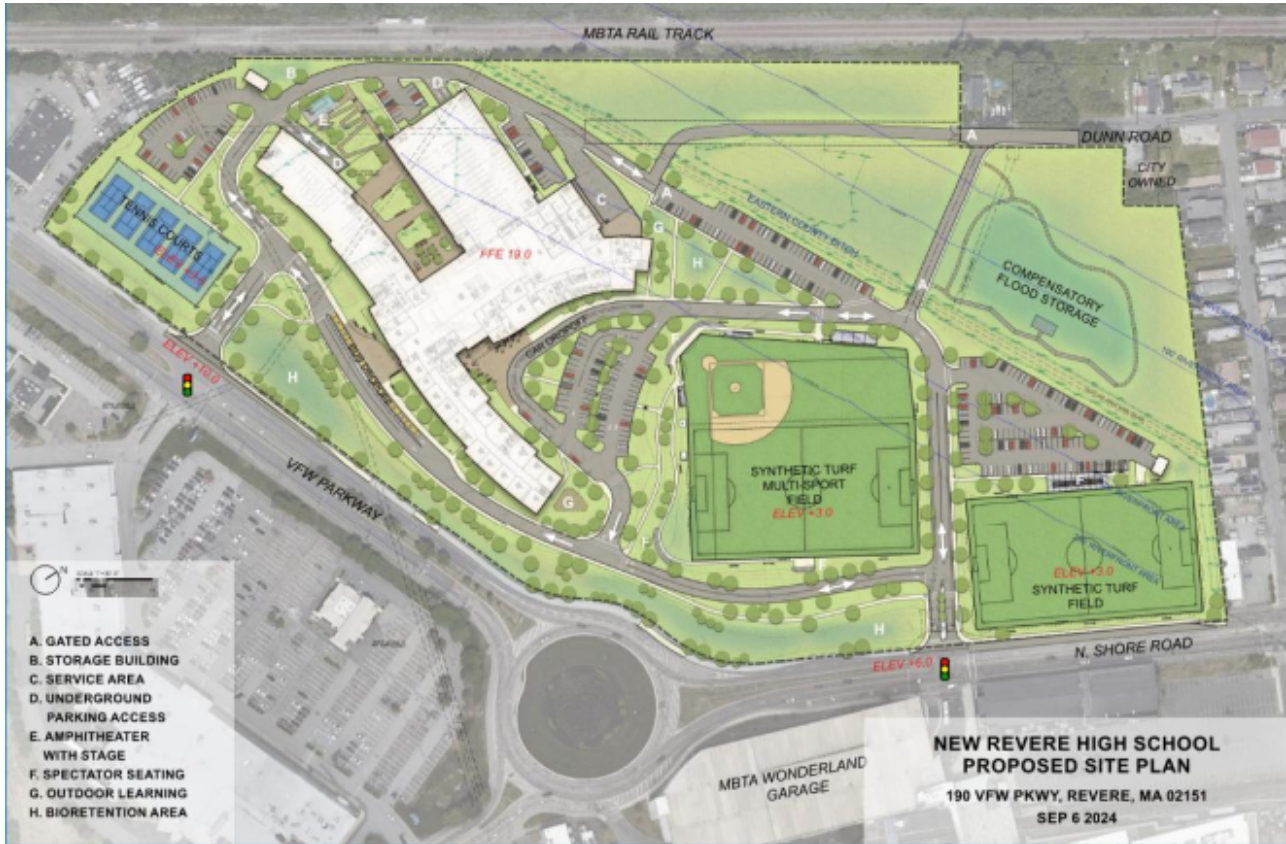 MBTA RAIL TRACK
B
D
A
DUNN ROAD
E
D
CITY
OWNED
C
A
TENNIS COURTS
G
EASTERN COUNTY DITCH
H
FFE 19.0
COMPENSATORY
FLOOD STORAGE
A
CAR DROPOFF
ELEV +10.0
H
VFW PARKWAY
SYNTHETIC TURF
MULTI-SPORT
FIELD
ELEV +3.0
G
F
RIVERFRONT AREA
ELEV +3.0
SYNTHETIC TURF
FIELD
H
N. SHORE ROAD
ELEV +6.0
N
A. GATED ACCESS
B. STORAGE BUILDING
C. SERVICE AREA
D. UNDERGROUND
PARKING ACCESS
E. AMPHITHEATER
WITH STAGE
F. SPECTATOR SEATING
G. OUTDOOR LEARNING
H. BIORETENTION AREA
MBTA WONDERLAND
GARAGE
NEW REVERE HIGH SCHOOL
PROPOSED SITE PLAN
190 VFW PKWY, REVERE, MA 02151
SEP 6 2024